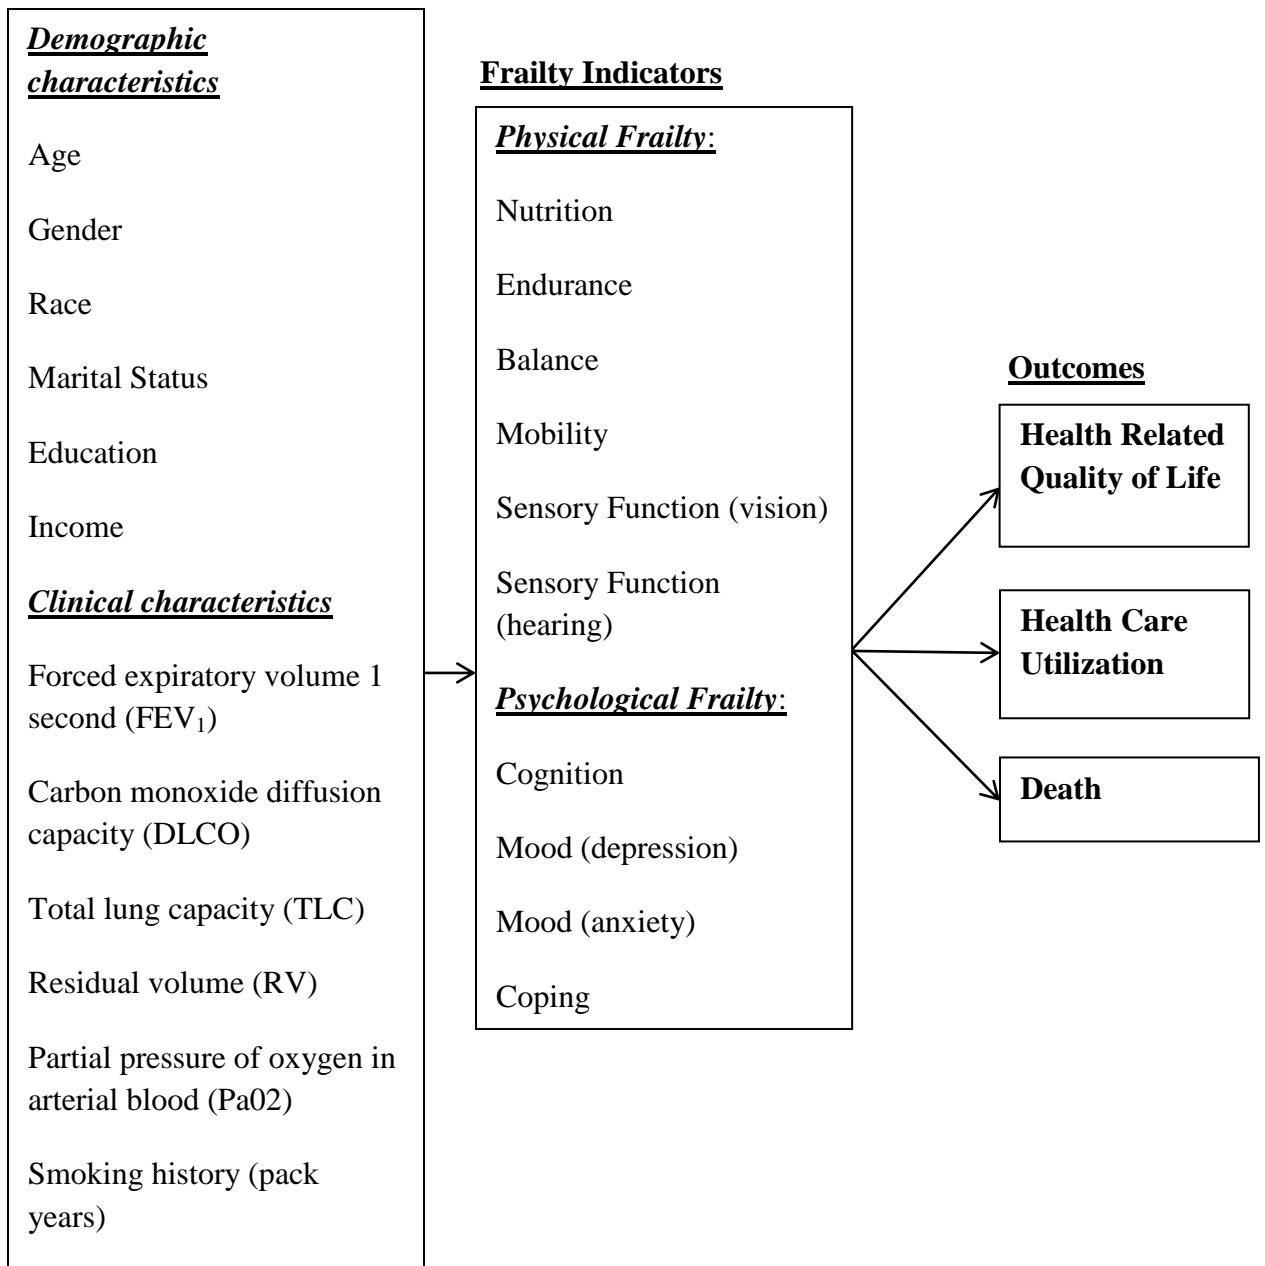 Demographic
characteristics
Age
Gender
Race
Marital Status
Education
Income
Clinical characteristics
Forced expiratory volume 1
second (FEV₁)
Carbon monoxide diffusion
capacity (DLCO)
Total lung capacity (TLC)
Residual volume (RV)
Partial pressure of oxygen in
arterial blood (Pa02)
Smoking history (pack
years)
Frailty Indicators
Physical Frailty:
Nutrition
Endurance
Balance
Mobility
Sensory Function (vision)
Sensory Function
(hearing)
Psychological Frailty:
Cognition
Mood (depression)
Mood (anxiety)
Coping
Outcomes
Health Related
Quality of Life
Health Care
Utilization
Death